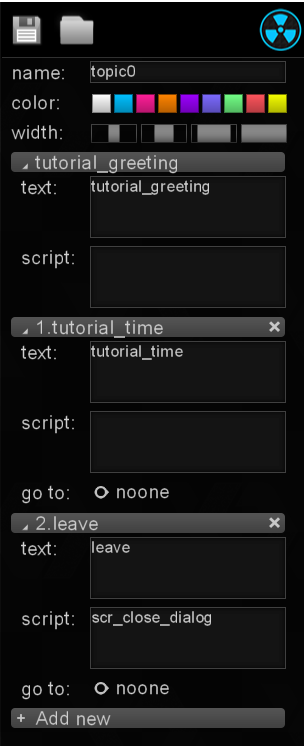 name: topic0
color:
width:
tutorial_greeting
text: tutorial_greeting
script:
1.tutorial_time
text: tutorial_time
script:
go to: noone
2.leave
text: leave
script: scr_close_dialog
go to: noone
+ Add new